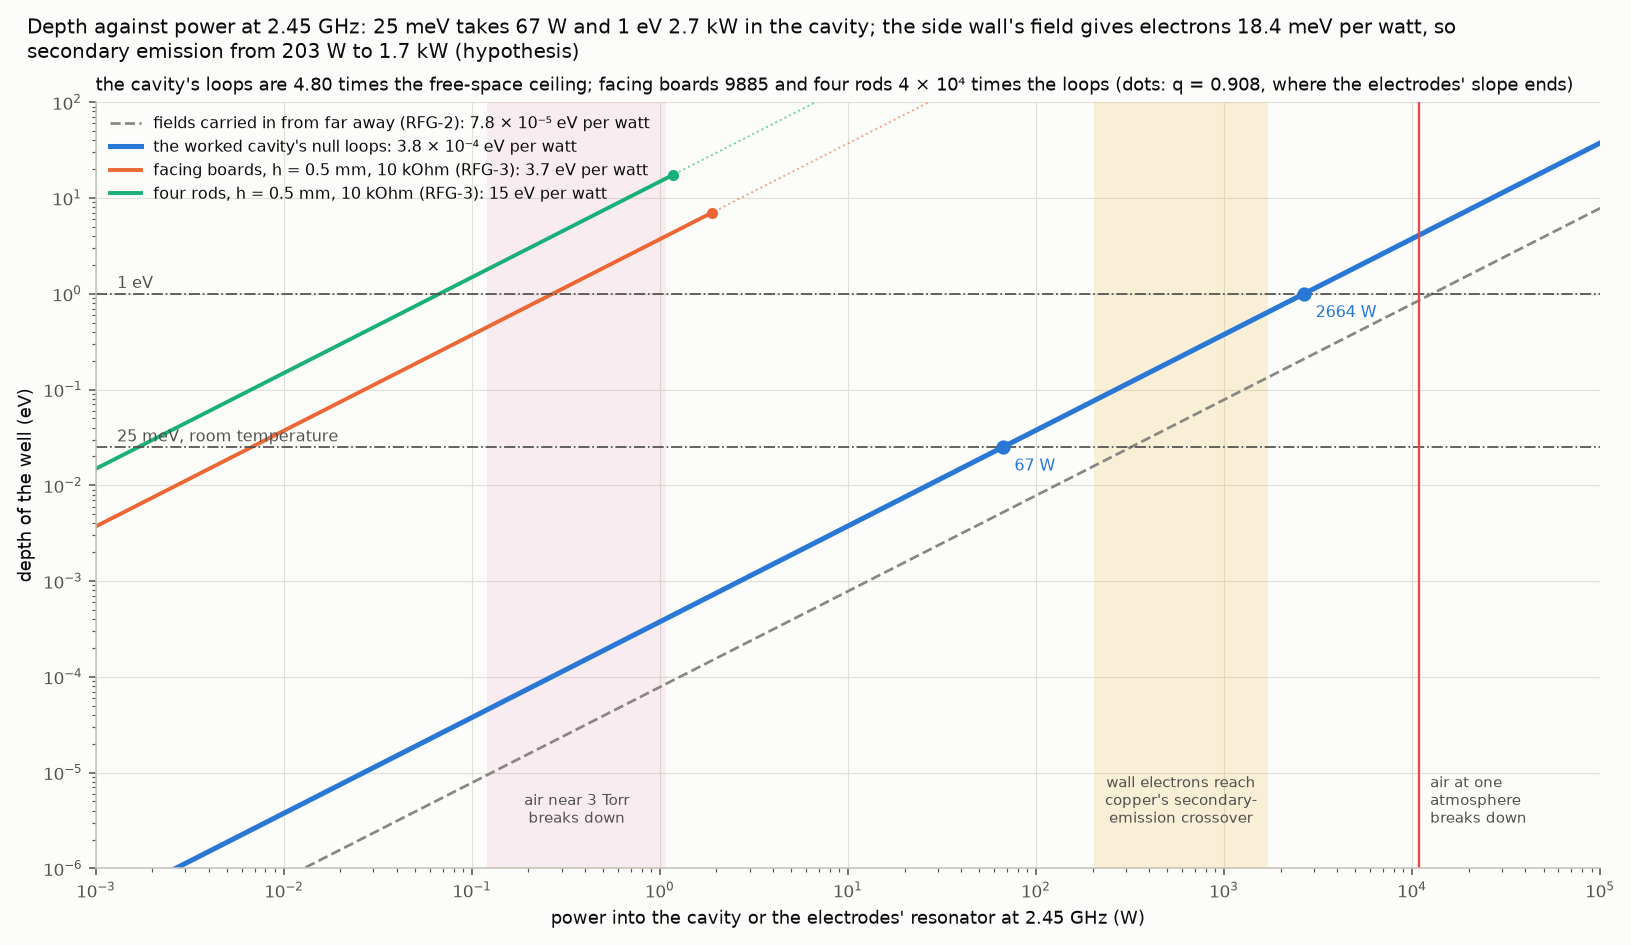 Depth against power at 2.45 GHz: 25 meV takes 67 W and 1 eV 2.7 kW in the cavity; the side wall's field gives electrons 18.4 meV per watt, so
secondary emission from 203 W to 1.7 kW (hypothesis)
the cavity's loops are 4.80 times the free-space ceiling; facing boards 9885 and four rods 4 × 10⁴ times the loops (dots: q = 0.908, where the electrodes' slope ends)
fields carried in from far away (RFG-2): 7.8 × 10⁻⁵ eV per watt
the worked cavity's null loops: 3.8 × 10⁻⁴ eV per watt
facing boards, h = 0.5 mm, 10 kOhm (RFG-3): 3.7 eV per watt
four rods, h = 0.5 mm, 10 kOhm (RFG-3): 15 eV per watt
10²
10¹
10⁰
10⁻¹
10⁻²
10⁻³
10⁻⁴
10⁻⁵
10⁻⁶
depth of the well (eV)
1 eV
2664 W
25 meV, room temperature
67 W
air near 3 Torr
breaks down
wall electrons reach
copper's secondary-
emission crossover
air at one
atmosphere
breaks down
10⁻³
10⁻²
10⁻¹
10⁰
10¹
10²
10³
10⁴
10⁵
power into the cavity or the electrodes' resonator at 2.45 GHz (W)